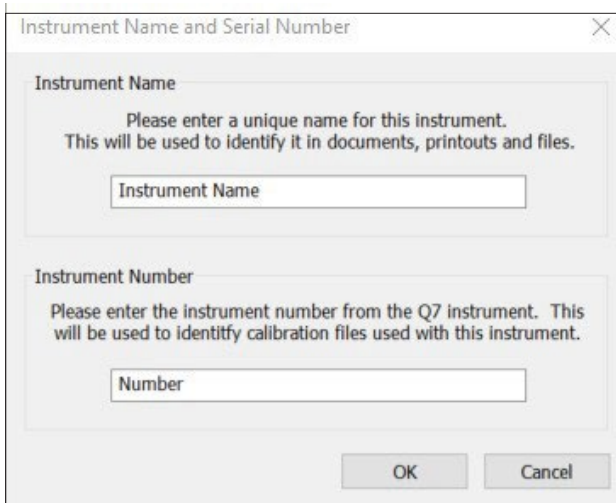 Instrument Name and Serial Number
Instrument Name
Please enter a unique name for this instrument.
This will be used to identify it in documents, printouts and files.
Instrument Name
Instrument Number
Please enter the instrument number from the Q7 instrument. This
will be used to identitfy calibration files used with this instrument.
Number
OK Cancel